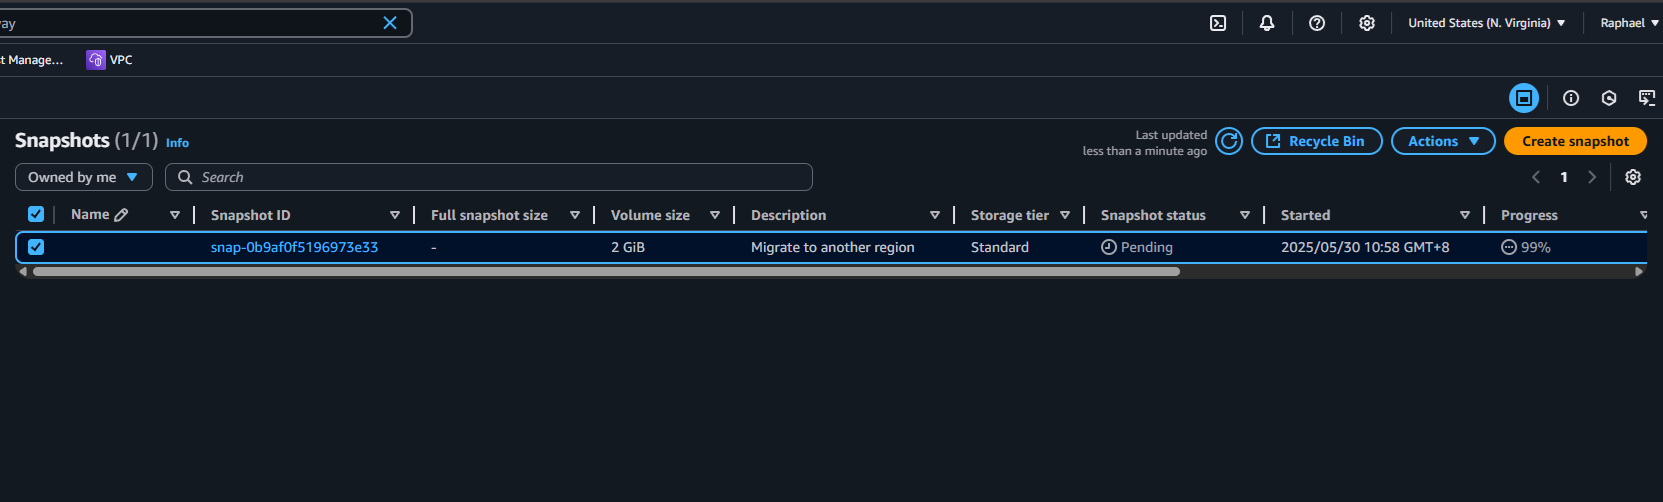 United States (N. Virginia)
Raphael
VPC
Snapshots (1/1) Info
Last updated
less than a minute ago
Recycle Bin
Actions
Create snapshot
Owned by me
Search
1
Name
Snapshot ID
Full snapshot size
Volume size
Description
Storage tier
Snapshot status
Started
Progress
snap-0b9af0f5196973e33
-
2 GiB
Migrate to another region
Standard
Pending
2025/05/30 10:58 GMT+8
99%